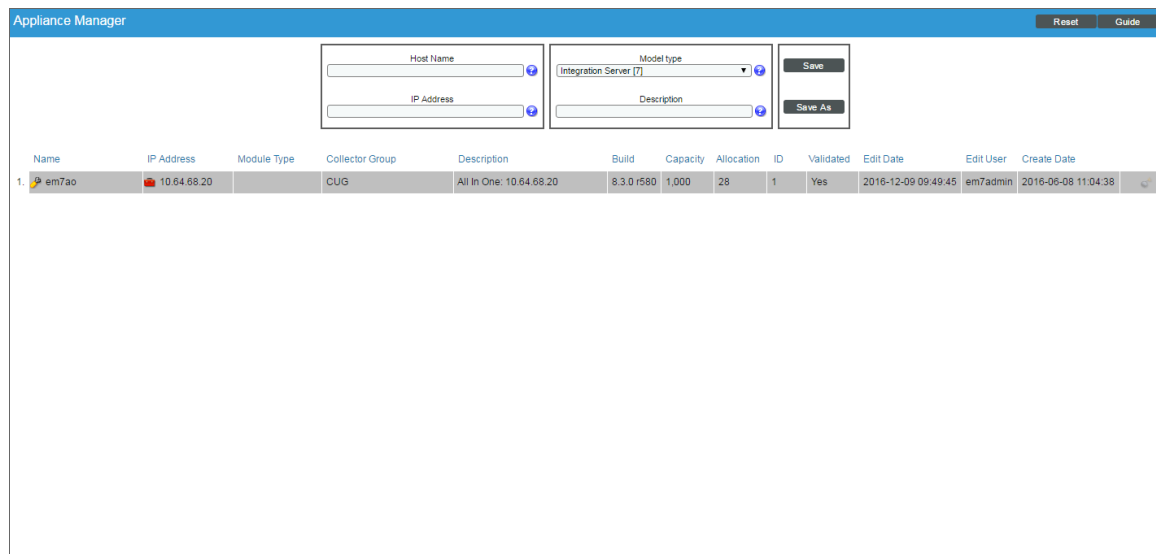 Appliance Manager Reset Guide
Host Name Model type
Integration Server [7] Save
IP Address Description
Save As
Name IP Address Module Type Collector Group Description Build Capacity Allocation ID Validated Edit Date Edit User Create Date
1. em7ao 10.64.68.20 CUG All In One: 10.64.68.20 8.3.0 r580 1,000 28 1 Yes 2016-12-09 09:49:45 em7admin 2016-06-08 11:04:38